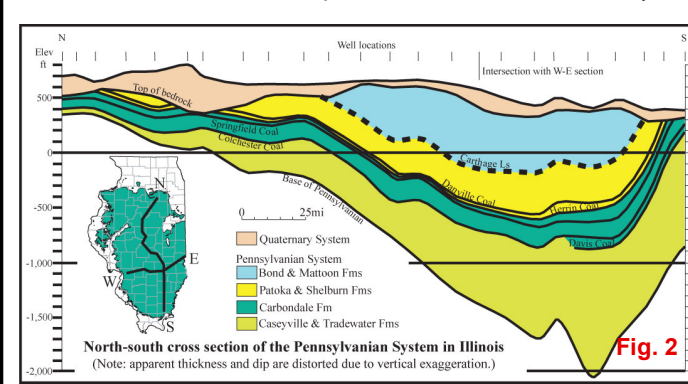 N
Well locations
S
Elev
ft
Intersection with W-E section
500
Top of bedrock
Springfield Coal
Colchester Coal
0
Carthage Ls
Danville Coal
Base of Pennsylvanian
Herrin Coal
N
0 25mi
-500
Davis Coal
Quaternary System
E
Pennsylvanian System
-1,000
W
Bond & Mattoon Fms
Patoka & Shelburn Fms
Carbondale Fm
-1,500
S
Caseyville & Tradewater Fms
North-south cross section of the Pennsylvanian System in Illinois
Fig. 2
(Note: apparent thickness and dip are distorted due to vertical exaggeration.)
-2,000